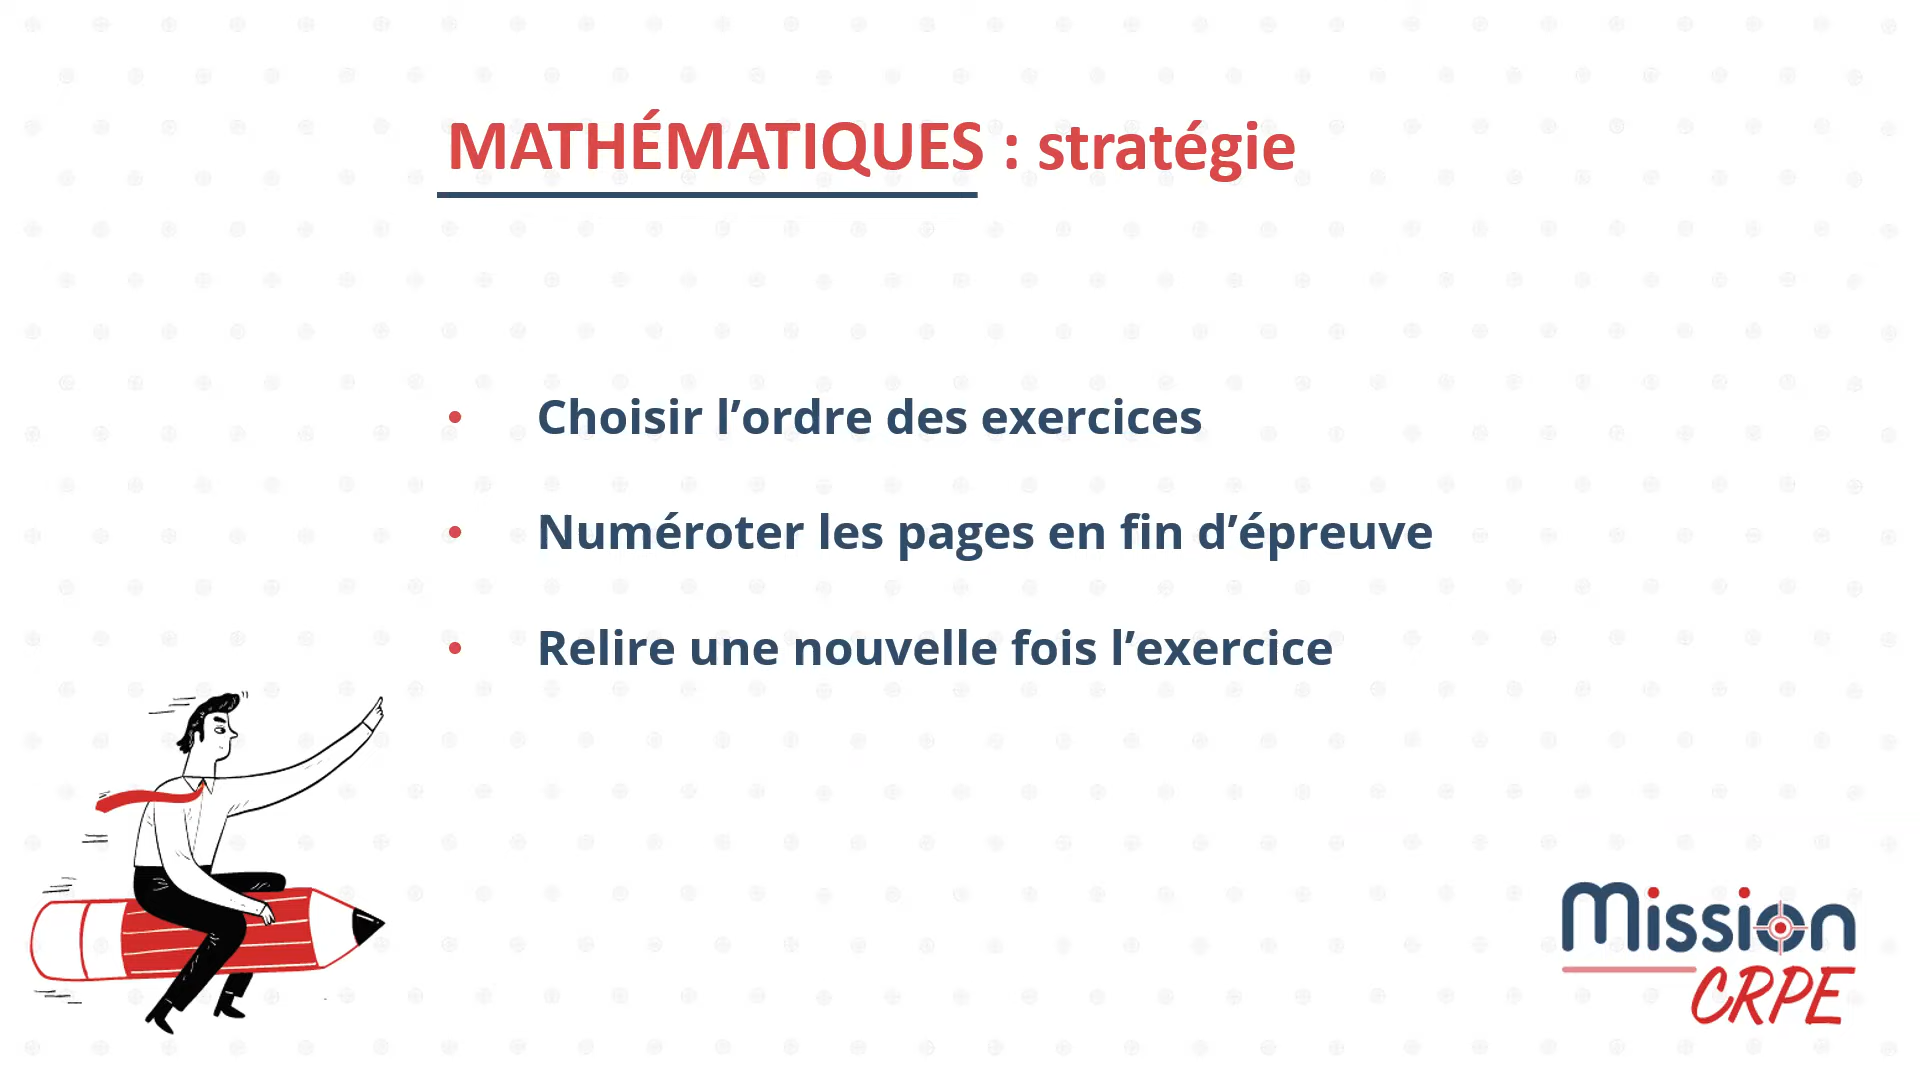 MATHÉMATIQUES : stratégie
• Choisir l’ordre des exercices
• Numéroter les pages en fin d’épreuve
• Relire une nouvelle fois l’exercice
Mission
CRPE